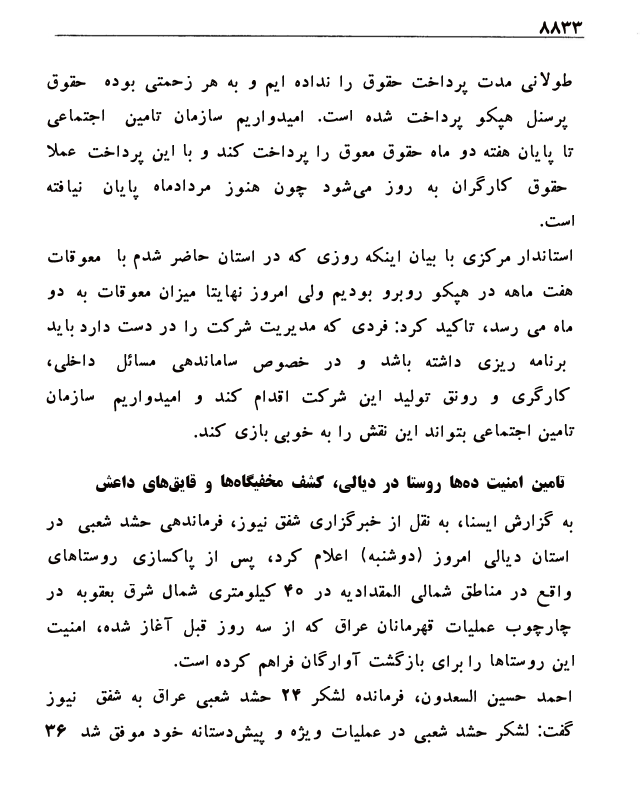 ۸۸۳۳
طولانی مدت پرداخت حقوق را نداده ایم و به هر زحمتی بوده حقوق
پرسنل هپکو پرداخت شده است. امیدواریم سازمان تامین اجتماعی
تا پایان هفته دو ماه حقوق معوق را پرداخت کند و با این پرداخت عملا
حقوق کارگران به روز می‌شود چون هنوز مردادماه پایان نیافته
است.
استاندار مرکزی با بیان اینکه روزی که در استان حاضر شدم با معوقات
هفت ماهه در هپکو روبرو بودیم ولی امروز نهایتا میزان معوقات به دو
ماه می رسد، تاکید کرد: فردی که مدیریت شرکت را در دست دارد باید
برنامه ریزی داشته باشد و در خصوص ساماندهی مسائل داخلی،
کارگری و رونق تولید این شرکت اقدام کند و امیدواریم سازمان
تامین اجتماعی بتواند این نقش را به خوبی بازی کند.
تامین امنیت ده‌ها روستا در دیالی، کشف مخفیگاه‌ها و قایق‌های داعش
به گزارش ایسنا، به نقل از خبرگزاری شفق نیوز، فرماندهی حشد شعبی در
استان دیالی امروز (دوشنبه) اعلام کرد، پس از پاکسازی روستاهای
واقع در مناطق شمالی المقدادیه در ۴۰ کیلومتری شمال شرق بعقوبه در
چارچوب عملیات قهرمانان عراق که از سه روز قبل آغاز شده، امنیت
این روستاها را برای بازگشت آوارگان فراهم کرده است.
احمد حسین السعدون، فرمانده لشکر ۲۴ حشد شعبی عراق به شفق نیوز
گفت: لشکر حشد شعبی در عملیات ویژه و پیش‌دستانه خود موفق شد ۳۶